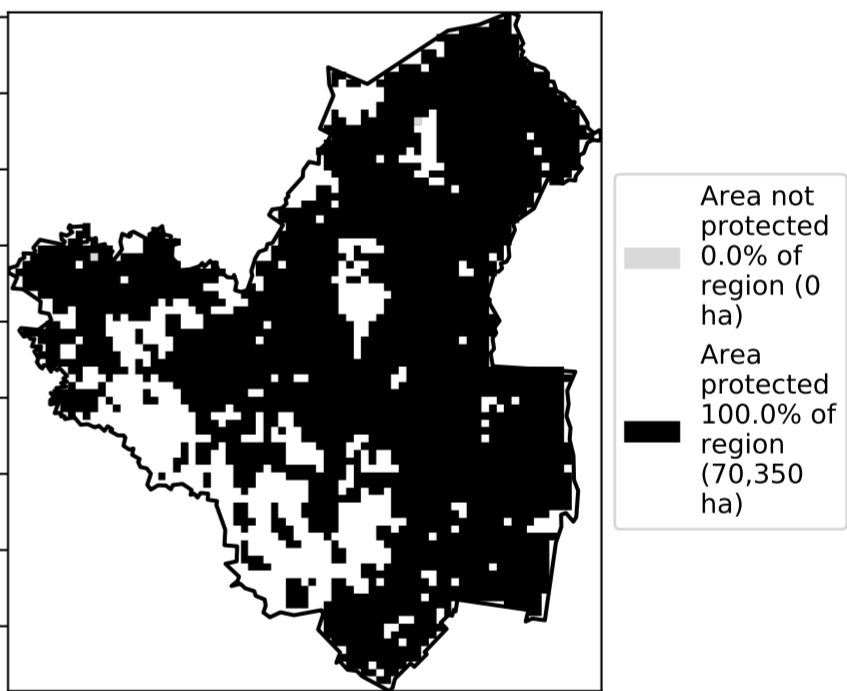 Area not
protected
0.0% of
region (0
ha)
Area
protected
100.0% of
region
(70,350
ha)